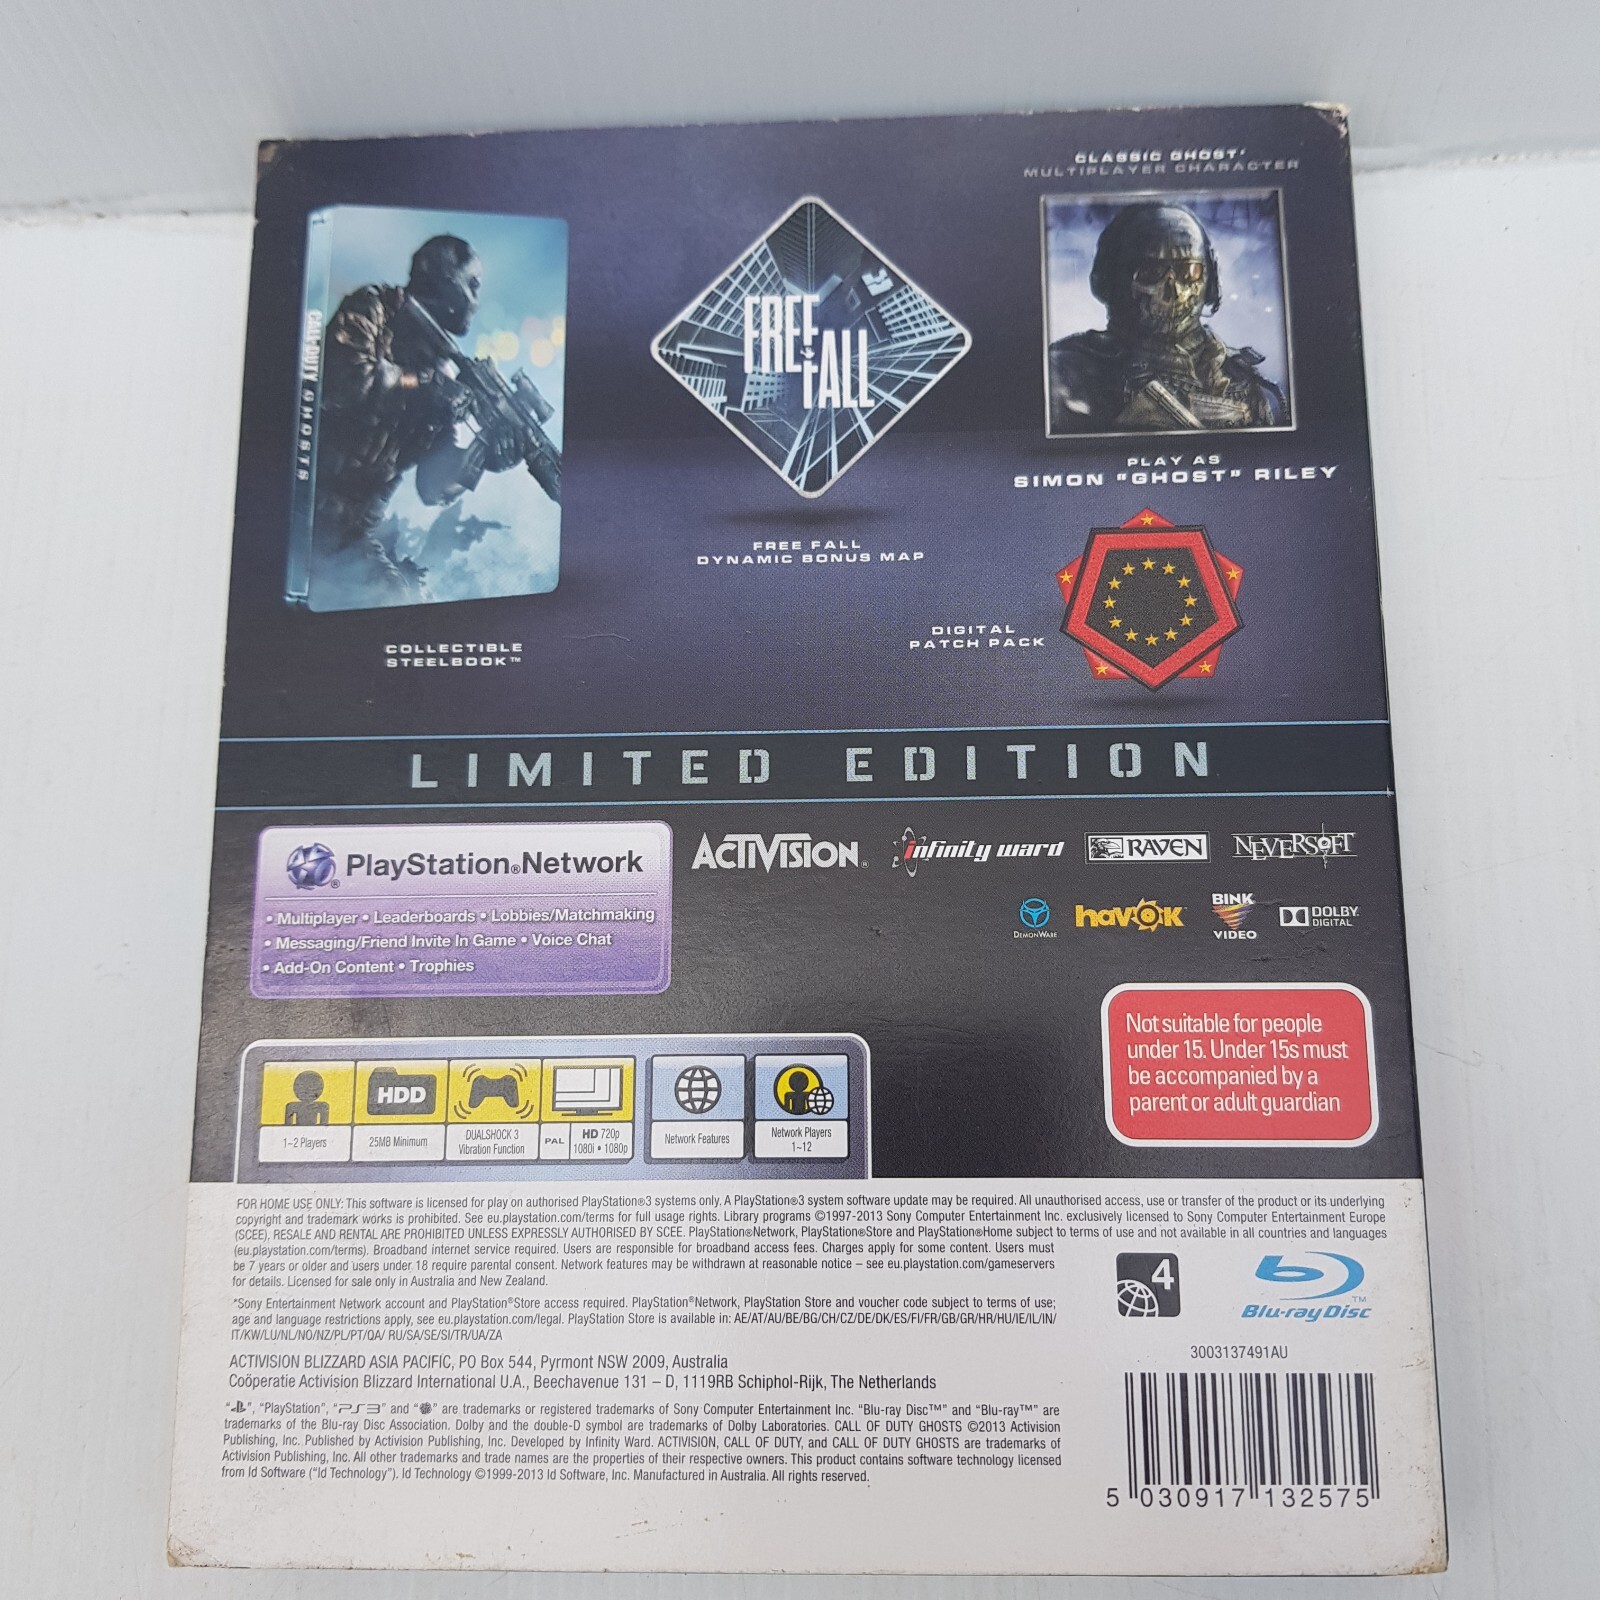 CLASSIC GHOST*
MULTIPLAYER CHARACTER
CALL OF DUTY GHOSTS
FREE
FALL
PLAY AS
SIMON "GHOST" RILEY
FREE FALL
DYNAMIC BONUS MAP
DIGITAL
PATCH PACK
COLLECTIBLE
STEELBOOK™
LIMITED EDITION
PlayStation®Network
• Multiplayer • Leaderboards • Lobbies/Matchmaking
• Messaging/Friend Invite In Game • Voice Chat
• Add-On Content • Trophies
ACTIVISION®
infinity ward
RAVEN
NEVERSOFT
DEMONWARE
havok
BINK
VIDEO
DOLBY
DIGITAL
Not suitable for people
under 15. Under 15s must
be accompanied by a
parent or adult guardian
HDD
1-2 Players
25MB Minimum
DUALSHOCK 3
Vibration Function
PAL
HD 720p
1080i • 1080p
Network Features
Network Players
1-12
FOR HOME USE ONLY: This software is licensed for play on authorised PlayStation®3 systems only. A PlayStation®3 system software update may be required. All unauthorised access, use or transfer of the product or its underlying
copyright and trademark works is prohibited. See eu.playstation.com/terms for full usage rights. Library programs ©1997-2013 Sony Computer Entertainment Inc. exclusively licensed to Sony Computer Entertainment Europe
(SCEE). RESALE AND RENTAL ARE PROHIBITED UNLESS EXPRESSLY AUTHORISED BY SCEE. PlayStation®Network, PlayStation®Store and PlayStation®Home subject to terms of use and not available in all countries and languages
(eu.playstation.com/terms). Broadband internet service required. Users are responsible for broadband access fees. Charges apply for some content. Users must
be 7 years or older and users under 18 require parental consent. Network features may be withdrawn at reasonable notice – see eu.playstation.com/gameservers
for details. Licensed for sale only in Australia and New Zealand.
*Sony Entertainment Network account and PlayStation®Store access required. PlayStation®Network, PlayStation Store and voucher code subject to terms of use;
age and language restrictions apply, see eu.playstation.com/legal. PlayStation Store is available in: AE/AT/AU/BE/BG/CH/CZ/DE/DK/ES/FI/FR/GB/GR/HR/HU/IE/IL/IN/
IT/KW/LU/NL/NO/NZ/PL/PT/QA/ RU/SA/SE/SI/TR/UA/ZA
4
Blu-ray Disc™
3003137491AU
ACTIVISION BLIZZARD ASIA PACIFIC, PO Box 544, Pyrmont NSW 2009, Australia
Coöperatie Activision Blizzard International U.A., Beechavenue 131 – D, 1119RB Schiphol-Rijk, The Netherlands
" ", "PlayStation", "PS3" and " " are trademarks or registered trademarks of Sony Computer Entertainment Inc. "Blu-ray Disc™" and "Blu-ray™" are
trademarks of the Blu-ray Disc Association. Dolby and the double-D symbol are trademarks of Dolby Laboratories. CALL OF DUTY GHOSTS ©2013 Activision
Publishing, Inc. Published by Activision Publishing, Inc. Developed by Infinity Ward. ACTIVISION, CALL OF DUTY, and CALL OF DUTY GHOSTS are trademarks of
Activision Publishing, Inc. All other trademarks and trade names are the properties of their respective owners. This product contains software technology licensed
from Id Software ("Id Technology"). Id Technology ©1999-2013 Id Software, Inc. Manufactured in Australia. All rights reserved.
5 030917 132575